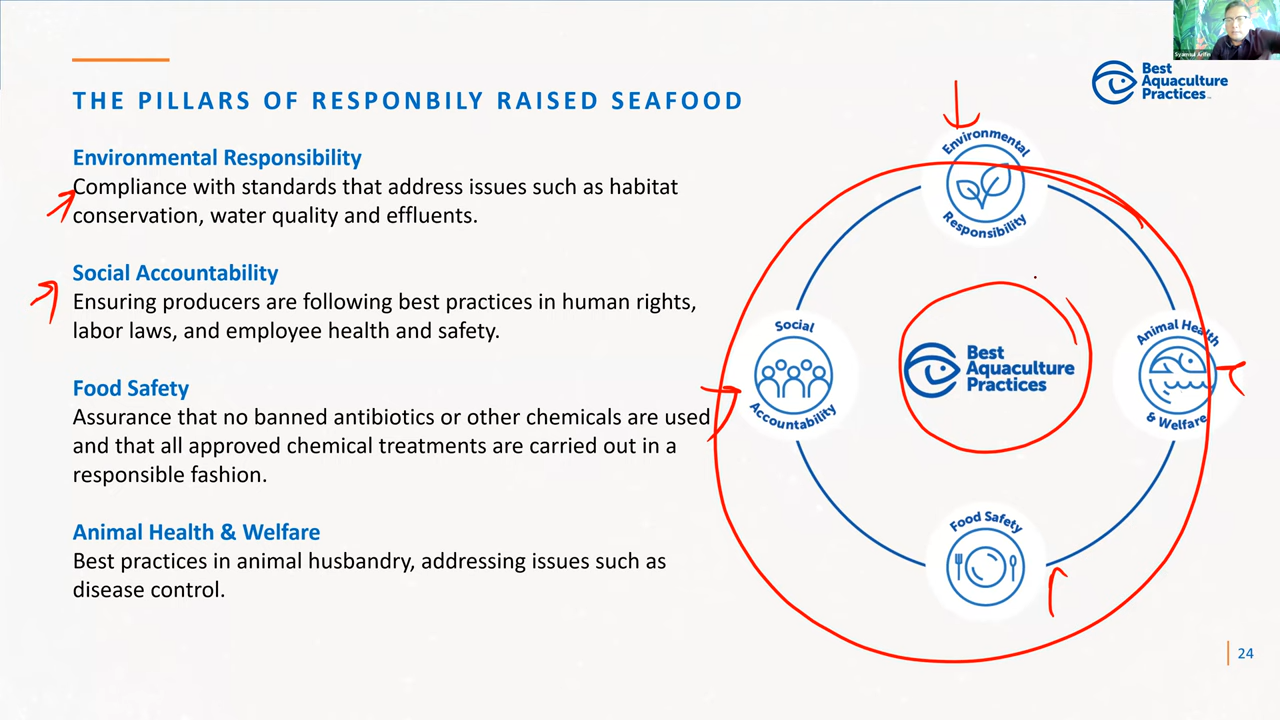 THE PILLARS OF RESPONBILY RAISED SEAFOOD
Environmental Responsibility
Compliance with standards that address issues such as habitat
conservation, water quality and effluents.
Social Accountability
Ensuring producers are following best practices in human rights,
labor laws, and employee health and safety.
Food Safety
Assurance that no banned antibiotics or other chemicals are used
and that all approved chemical treatments are carried out in a
responsible fashion.
Animal Health & Welfare
Best practices in animal husbandry, addressing issues such as
disease control.
Best
Aquaculture
Practices
Environmental
Responsibility
Social
Accountability
Best
Aquaculture
Practices
Animal Health
& Welfare
Food Safety
24